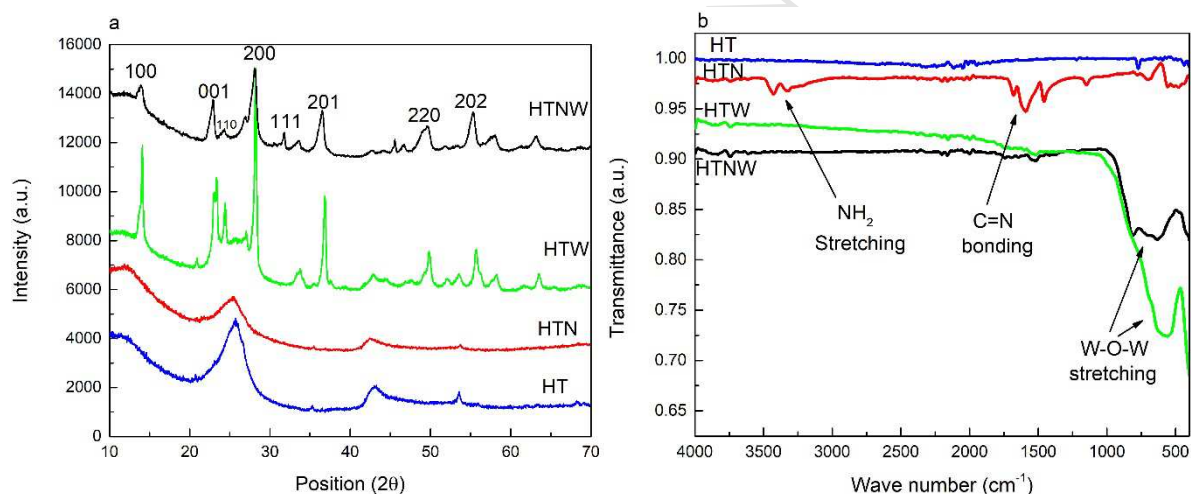 a
16000
14000
12000
10000
8000
6000
4000
2000
0
Intensity (a.u.)
100
001
110
200
111
201
220
202
HTNW
HTW
HTN
HT
10
20
30
40
50
60
70
Position (2θ)
b
1.00
0.95
0.90
0.85
0.80
0.75
0.70
0.65
Transmittance (a.u.)
HT
HTN
HTW
HTNW
NH₂
Stretching
C=N
bonding
W-O-W
stretching
4000
3500
3000
2500
2000
1500
1000
500
Wave number (cm⁻¹)